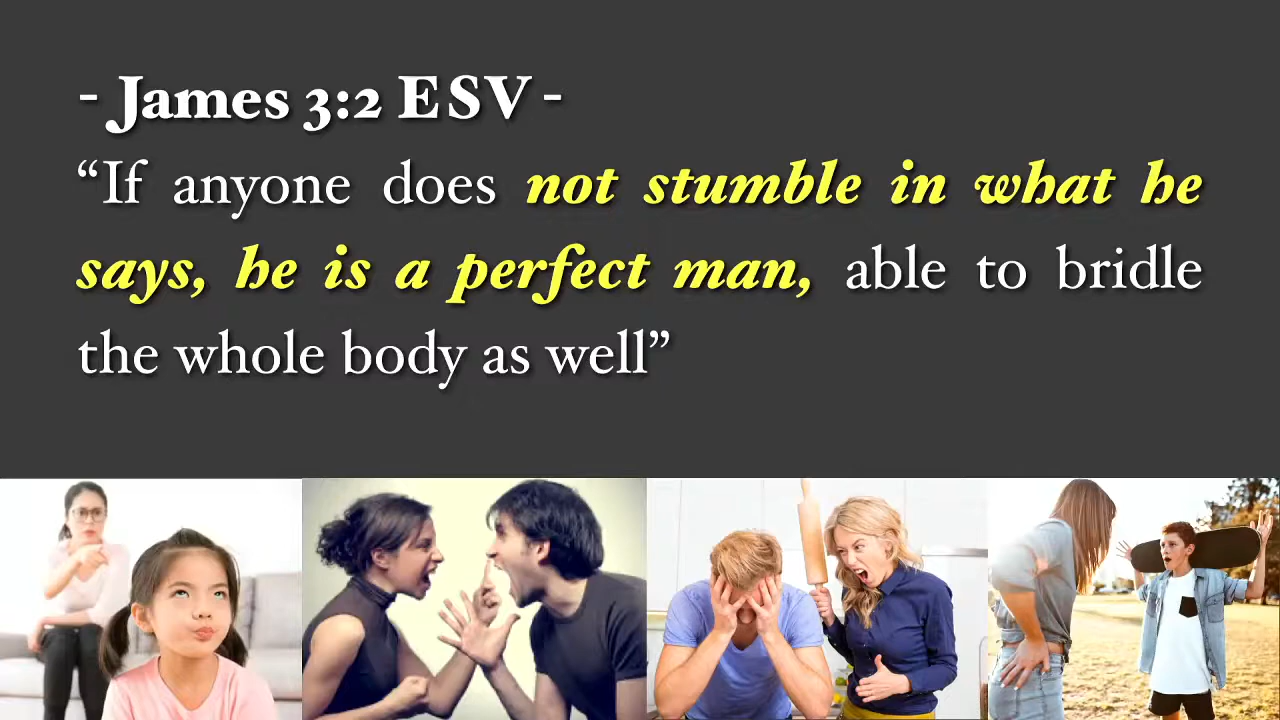 - James 3:2 ESV -
“If anyone does not stumble in what he
says, he is a perfect man, able to bridle
the whole body as well”